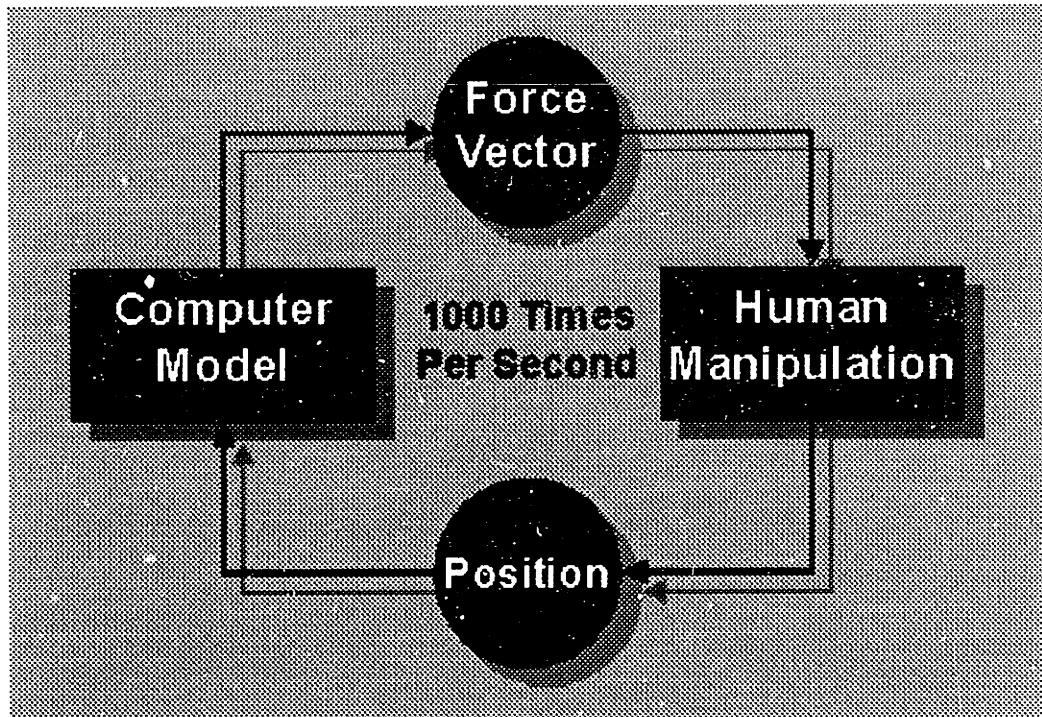 Force
Vector
Computer
Model
1000 Times
Per Second
Human
Manipulation
Position